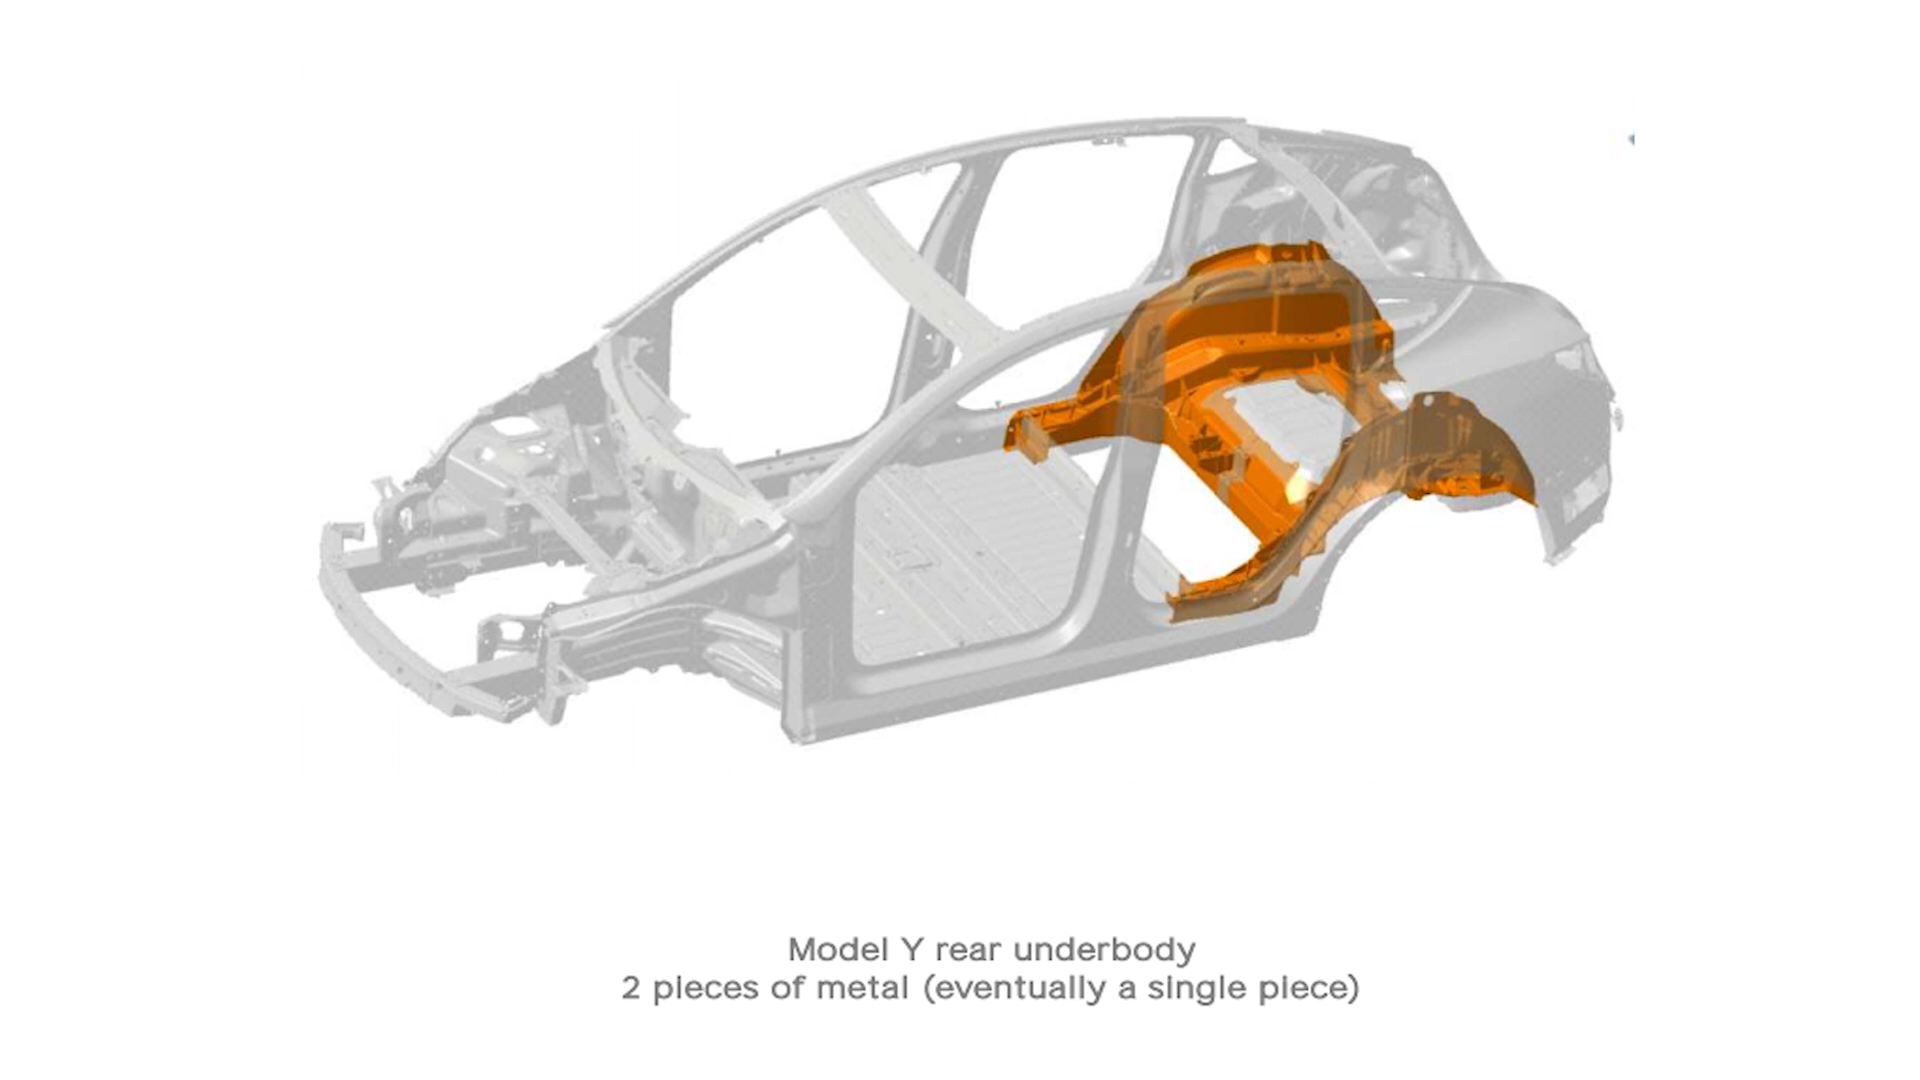 Model Y rear underbody
2 pieces of metal (eventually a single piece)